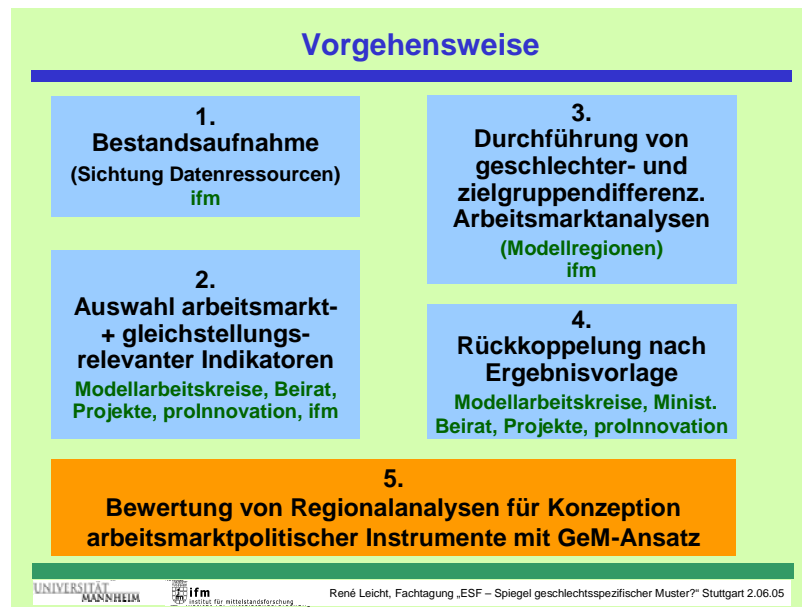 Vorgehensweise
1.
Bestandsaufnahme
(Sichtung Datenressourcen)
ifm
2.
Auswahl arbeitsmarkt-
+ gleichstellungs-
relevanter Indikatoren
Modellarbeitskreise, Beirat,
Projekte, proInnovation, ifm
3.
Durchführung von
geschlechter- und
zielgruppendifferenz.
Arbeitsmarktanalysen
(Modellregionen)
ifm
4.
Rückkoppelung nach
Ergebnisvorlage
Modellarbeitskreise, Minist.
Beirat, Projekte, proInnovation
5.
Bewertung von Regionalanalysen für Konzeption
arbeitsmarktpolitischer Instrumente mit GeM-Ansatz
UNIVERSITÄT
MANNHEIM
ifm
institut für mittelstandsforschung
René Leicht, Fachtagung „ESF – Spiegel geschlechtsspezifischer Muster?“ Stuttgart 2.06.05